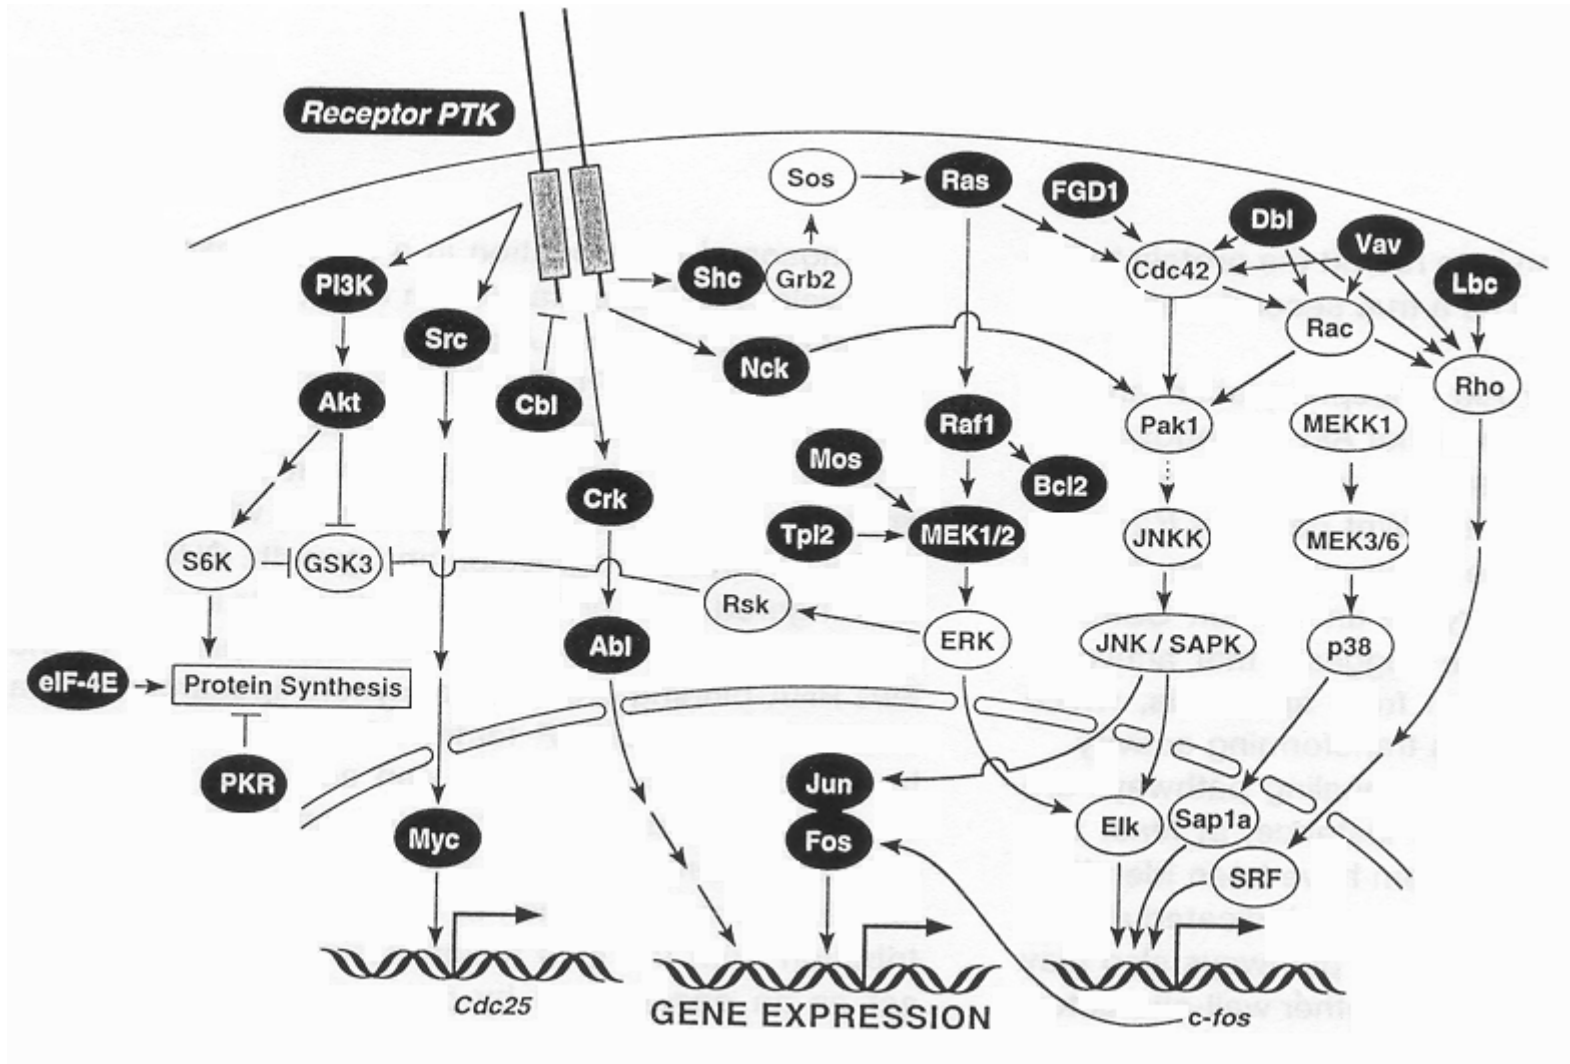 Receptor PTK
Sos
Ras
FGD1
Dbl
Vav
Lbc
PI3K
Shc
Grb2
Cdc42
Rac
Src
Nck
Rho
Akt
Cbl
Raf1
Pak1
MEKK1
Mos
Bcl2
Crk
Tpl2
MEK1/2
JNKK
MEK3/6
S6K
GSK3
Rsk
ERK
JNK / SAPK
p38
Abl
eIF-4E
Protein Synthesis
PKR
Jun
Fos
Myc
Elk
Sap1a
SRF
Cdc25
GENE EXPRESSION
c-fos